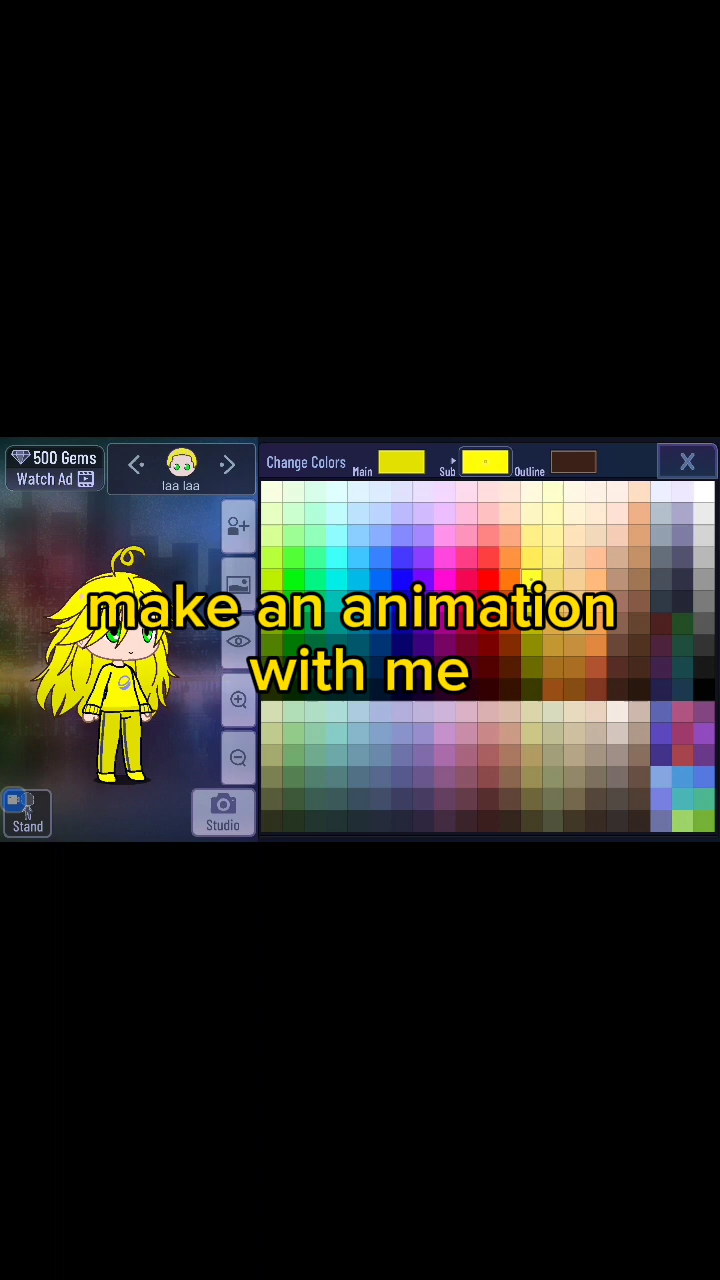 500 Gems
Watch Ad
laa laa
Change Colors
Main
Sub
Outline
X
make an animation
with me
Stand
Studio